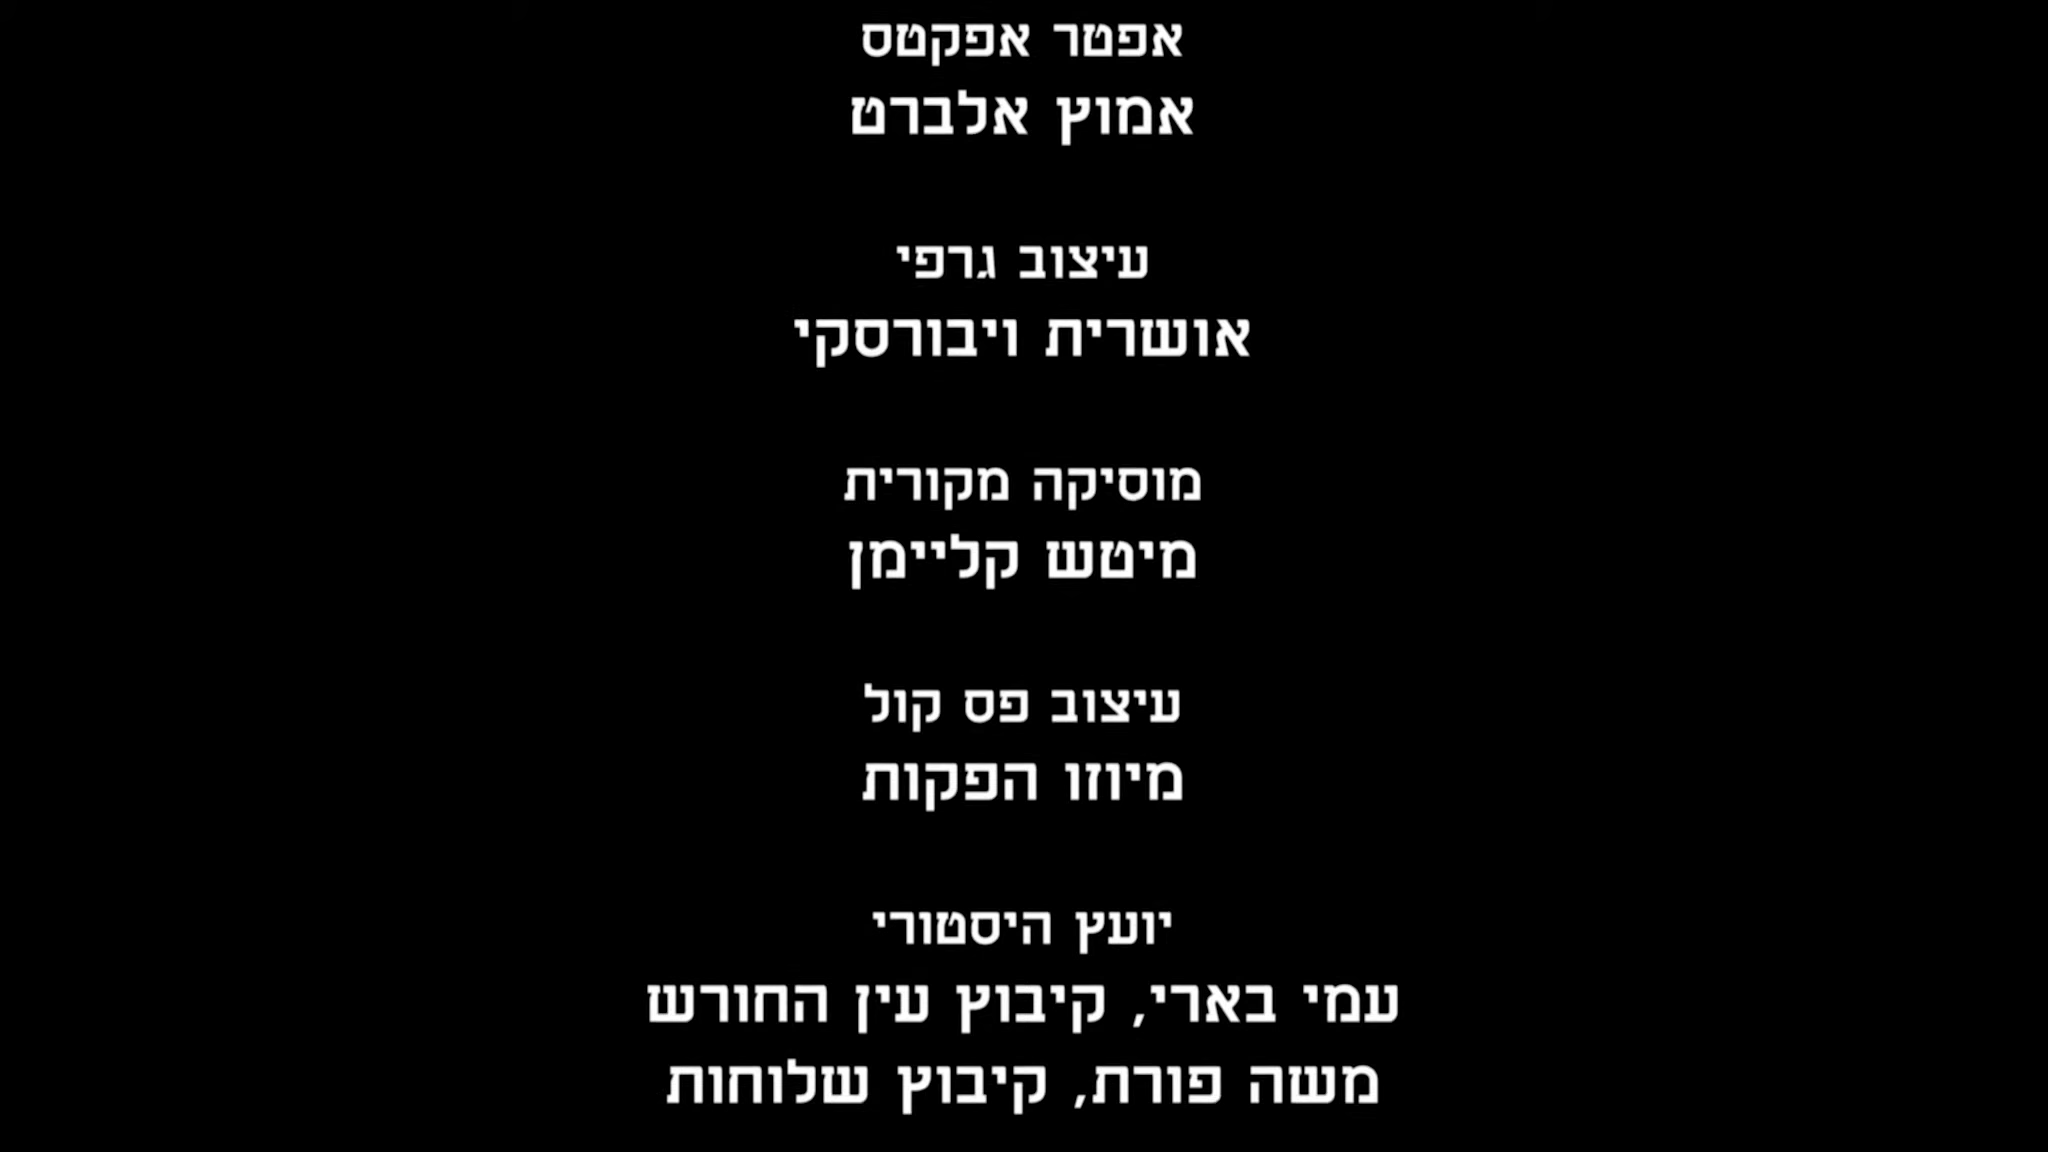 אפטר אפקטס
אמוץ אלברט
עיצוב גרפי
אושרית ויבורסקי
מוסיקה מקורית
מיטש קליימן
עיצוב פס קול
מיוזו הפקות
יועץ היסטורי
עמי בארי, קיבוץ עין החורש
משה פורת, קיבוץ שלוחות